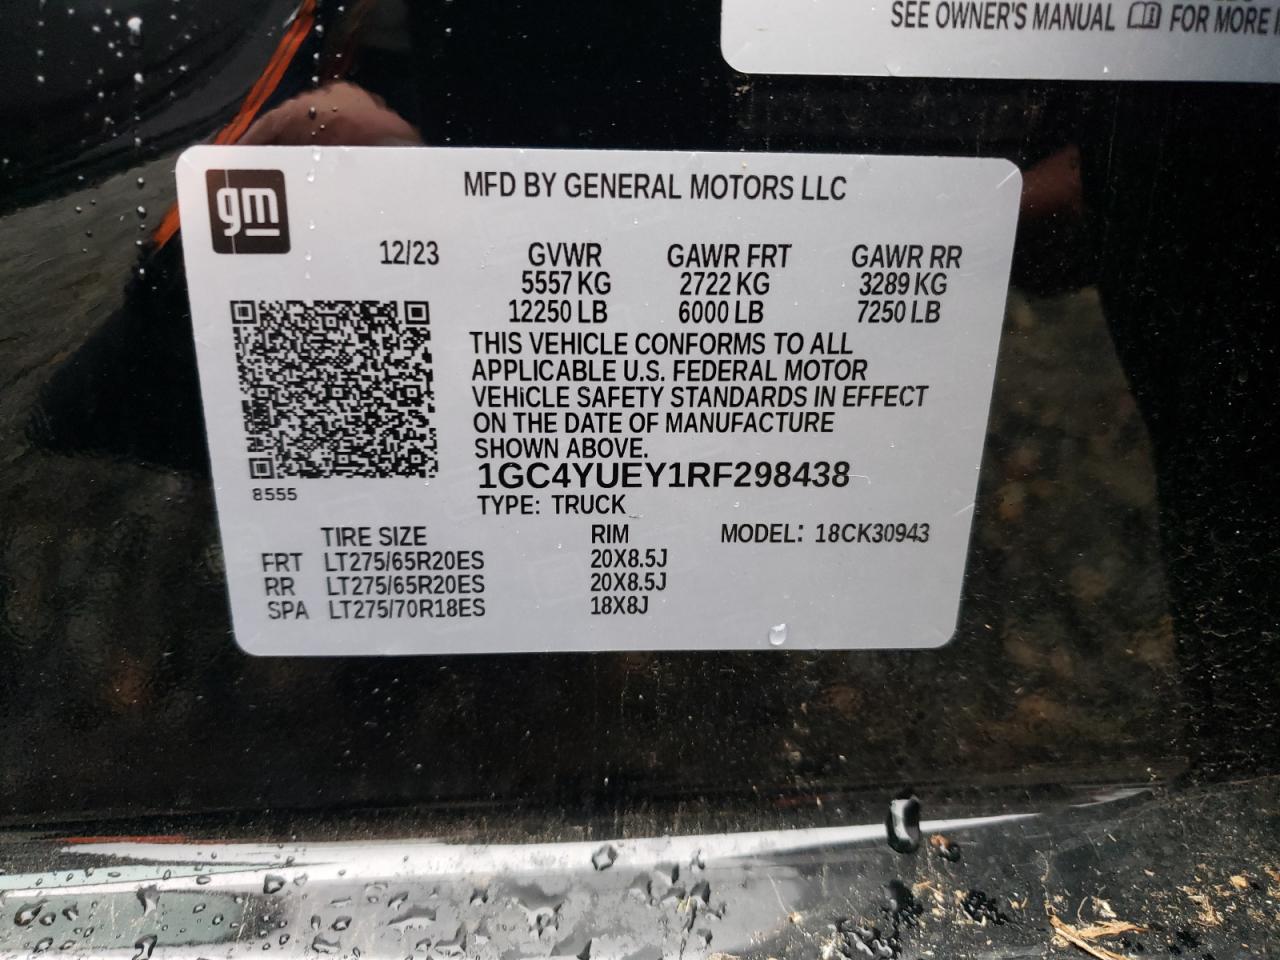 SEE OWNER'S MANUAL FOR MORE
gm
MFD BY GENERAL MOTORS LLC
12/23 GVWR GAWR FRT GAWR RR
5557 KG 2722 KG 3289 KG
12250 LB 6000 LB 7250 LB
THIS VEHICLE CONFORMS TO ALL
APPLICABLE U.S. FEDERAL MOTOR
VEHICLE SAFETY STANDARDS IN EFFECT
ON THE DATE OF MANUFACTURE
SHOWN ABOVE.
1GC4YUEY1RF298438
8555
TYPE: TRUCK
TIRE SIZE RIM MODEL: 18CK30943
FRT LT275/65R20ES 20X8.5J
RR LT275/65R20ES 20X8.5J
SPA LT275/70R18ES 18X8J